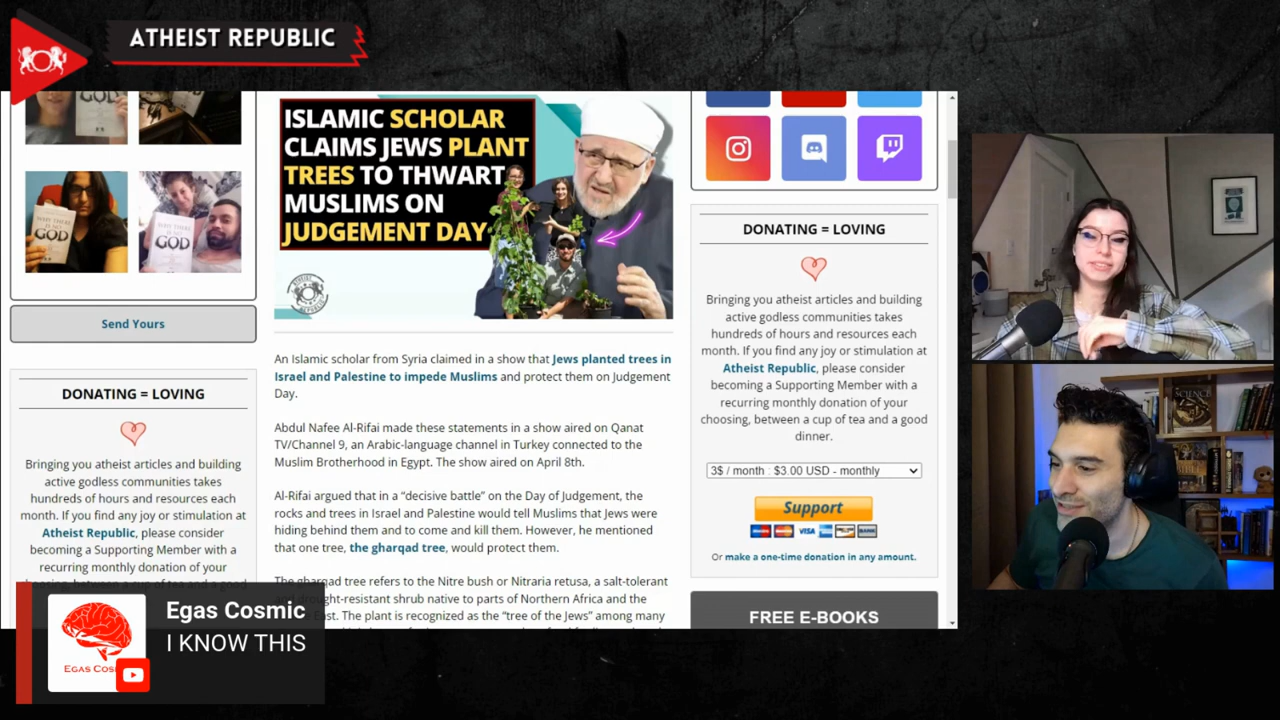 ATHEIST REPUBLIC
Send Yours
DONATING = LOVING
Bringing you atheist articles and building
active godless communities takes
hundreds of hours and resources each
month. If you find any joy or stimulation at
Atheist Republic, please consider
becoming a Supporting Member with a
recurring monthly donation of your
ISLAMIC SCHOLAR
CLAIMS JEWS PLANT
TREES TO THWART
MUSLIMS ON
JUDGEMENT DAY
An Islamic scholar from Syria claimed in a show that Jews planted trees in
Israel and Palestine to impede Muslims and protect them on Judgement
Day.
Abdul Nafee Al-Rifai made these statements in a show aired on Qanat
TV/Channel 9, an Arabic-language channel in Turkey connected to the
Muslim Brotherhood in Egypt. The show aired on April 8th.
Al-Rifai argued that in a “decisive battle” on the Day of Judgement, the
rocks and trees in Israel and Palestine would tell Muslims that Jews were
hiding behind them and to come and kill them. However, he mentioned
that one tree, the gharqad tree, would protect them.
The gharqad tree refers to the Nitre bush or Nitraria retusa, a salt-tolerant
drought-resistant shrub native to parts of Northern Africa and the
East. The plant is recognized as the “tree of the Jews” among many
DONATING = LOVING
Bringing you atheist articles and building
active godless communities takes
hundreds of hours and resources each
month. If you find any joy or stimulation at
Atheist Republic, please consider
becoming a Supporting Member with a
recurring monthly donation of your
choosing, between a cup of tea and a good
dinner.
3$ / month : $3.00 USD - monthly
Support
VISA
BANK
Or make a one-time donation in any amount.
FREE E-BOOKS
SCIENCE
GOD
GOD
GOD
Egas Cosmic
I KNOW THIS
EGAS COS